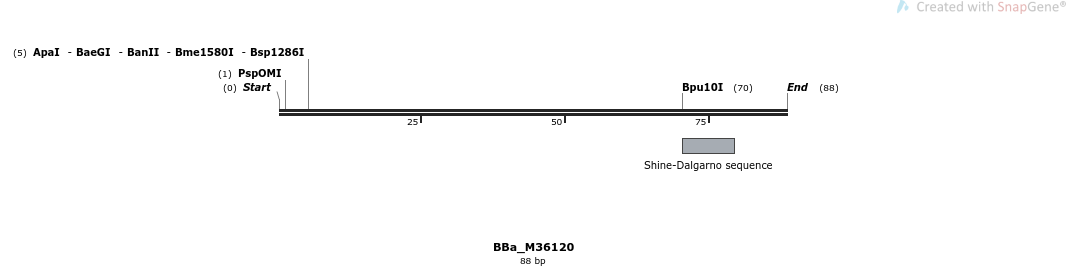 Created with SnapGene®
(5) ApaI - BaeGI - BanII - Bme1580I - Bsp1286I
(1) PspOMI
(0) Start
Bpu10I (70)
End (88)
25
50
75
Shine-Dalgarno sequence
BBa_M36120
88 bp